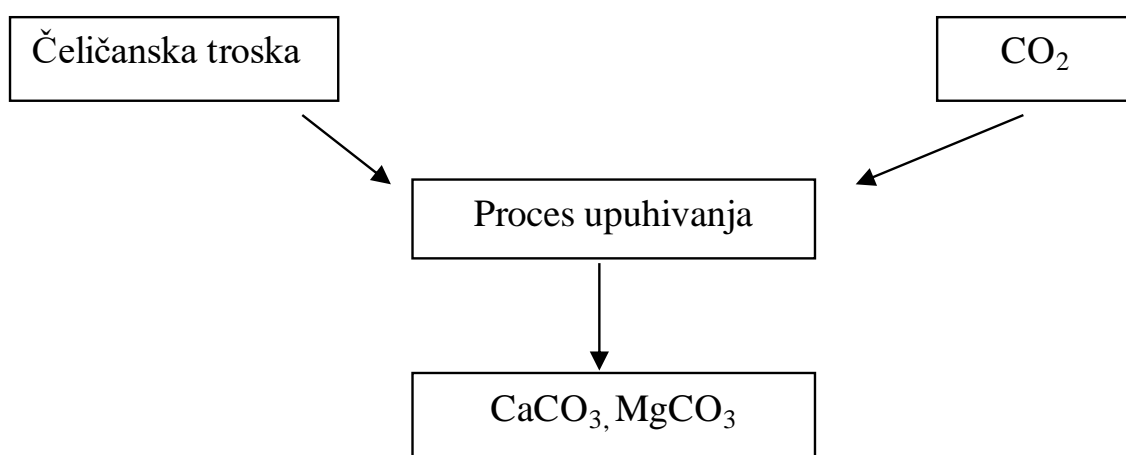 Čeličanska troska
CO₂
Proces upuhivanja
CaCO₃, MgCO₃